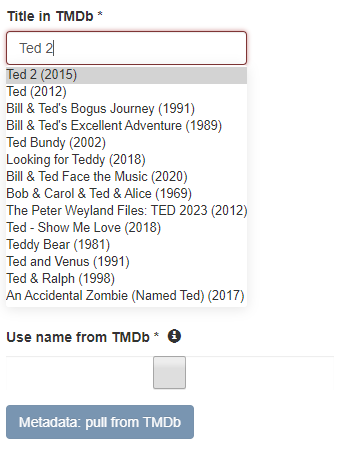 Title in TMDb *
Ted 2
Ted 2 (2015)
Ted (2012)
Bill & Ted's Bogus Journey (1991)
Bill & Ted's Excellent Adventure (1989)
Ted Bundy (2002)
Looking for Teddy (2018)
Bill & Ted Face the Music (2020)
Bob & Carol & Ted & Alice (1969)
The Peter Weyland Files: TED 2023 (2012)
Ted - Show Me Love (2018)
Teddy Bear (1981)
Ted and Venus (1991)
Ted & Ralph (1998)
An Accidental Zombie (Named Ted) (2017)
Use name from TMDb *
Metadata: pull from TMDb